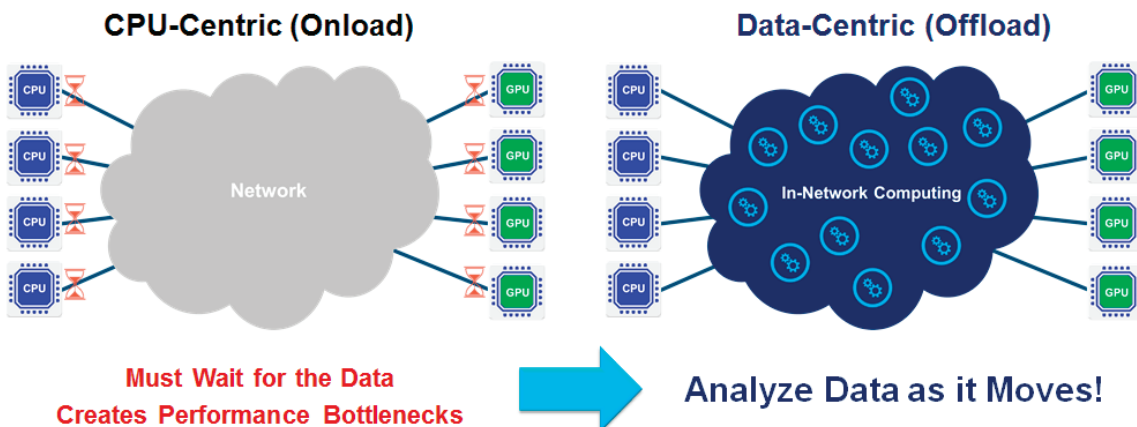 CPU-Centric (Onload)
CPU
CPU
CPU
CPU
Network
GPU
GPU
GPU
GPU
Must Wait for the Data
Creates Performance Bottlenecks
Data-Centric (Offload)
CPU
CPU
CPU
CPU
In-Network Computing
GPU
GPU
GPU
GPU
Analyze Data as it Moves!